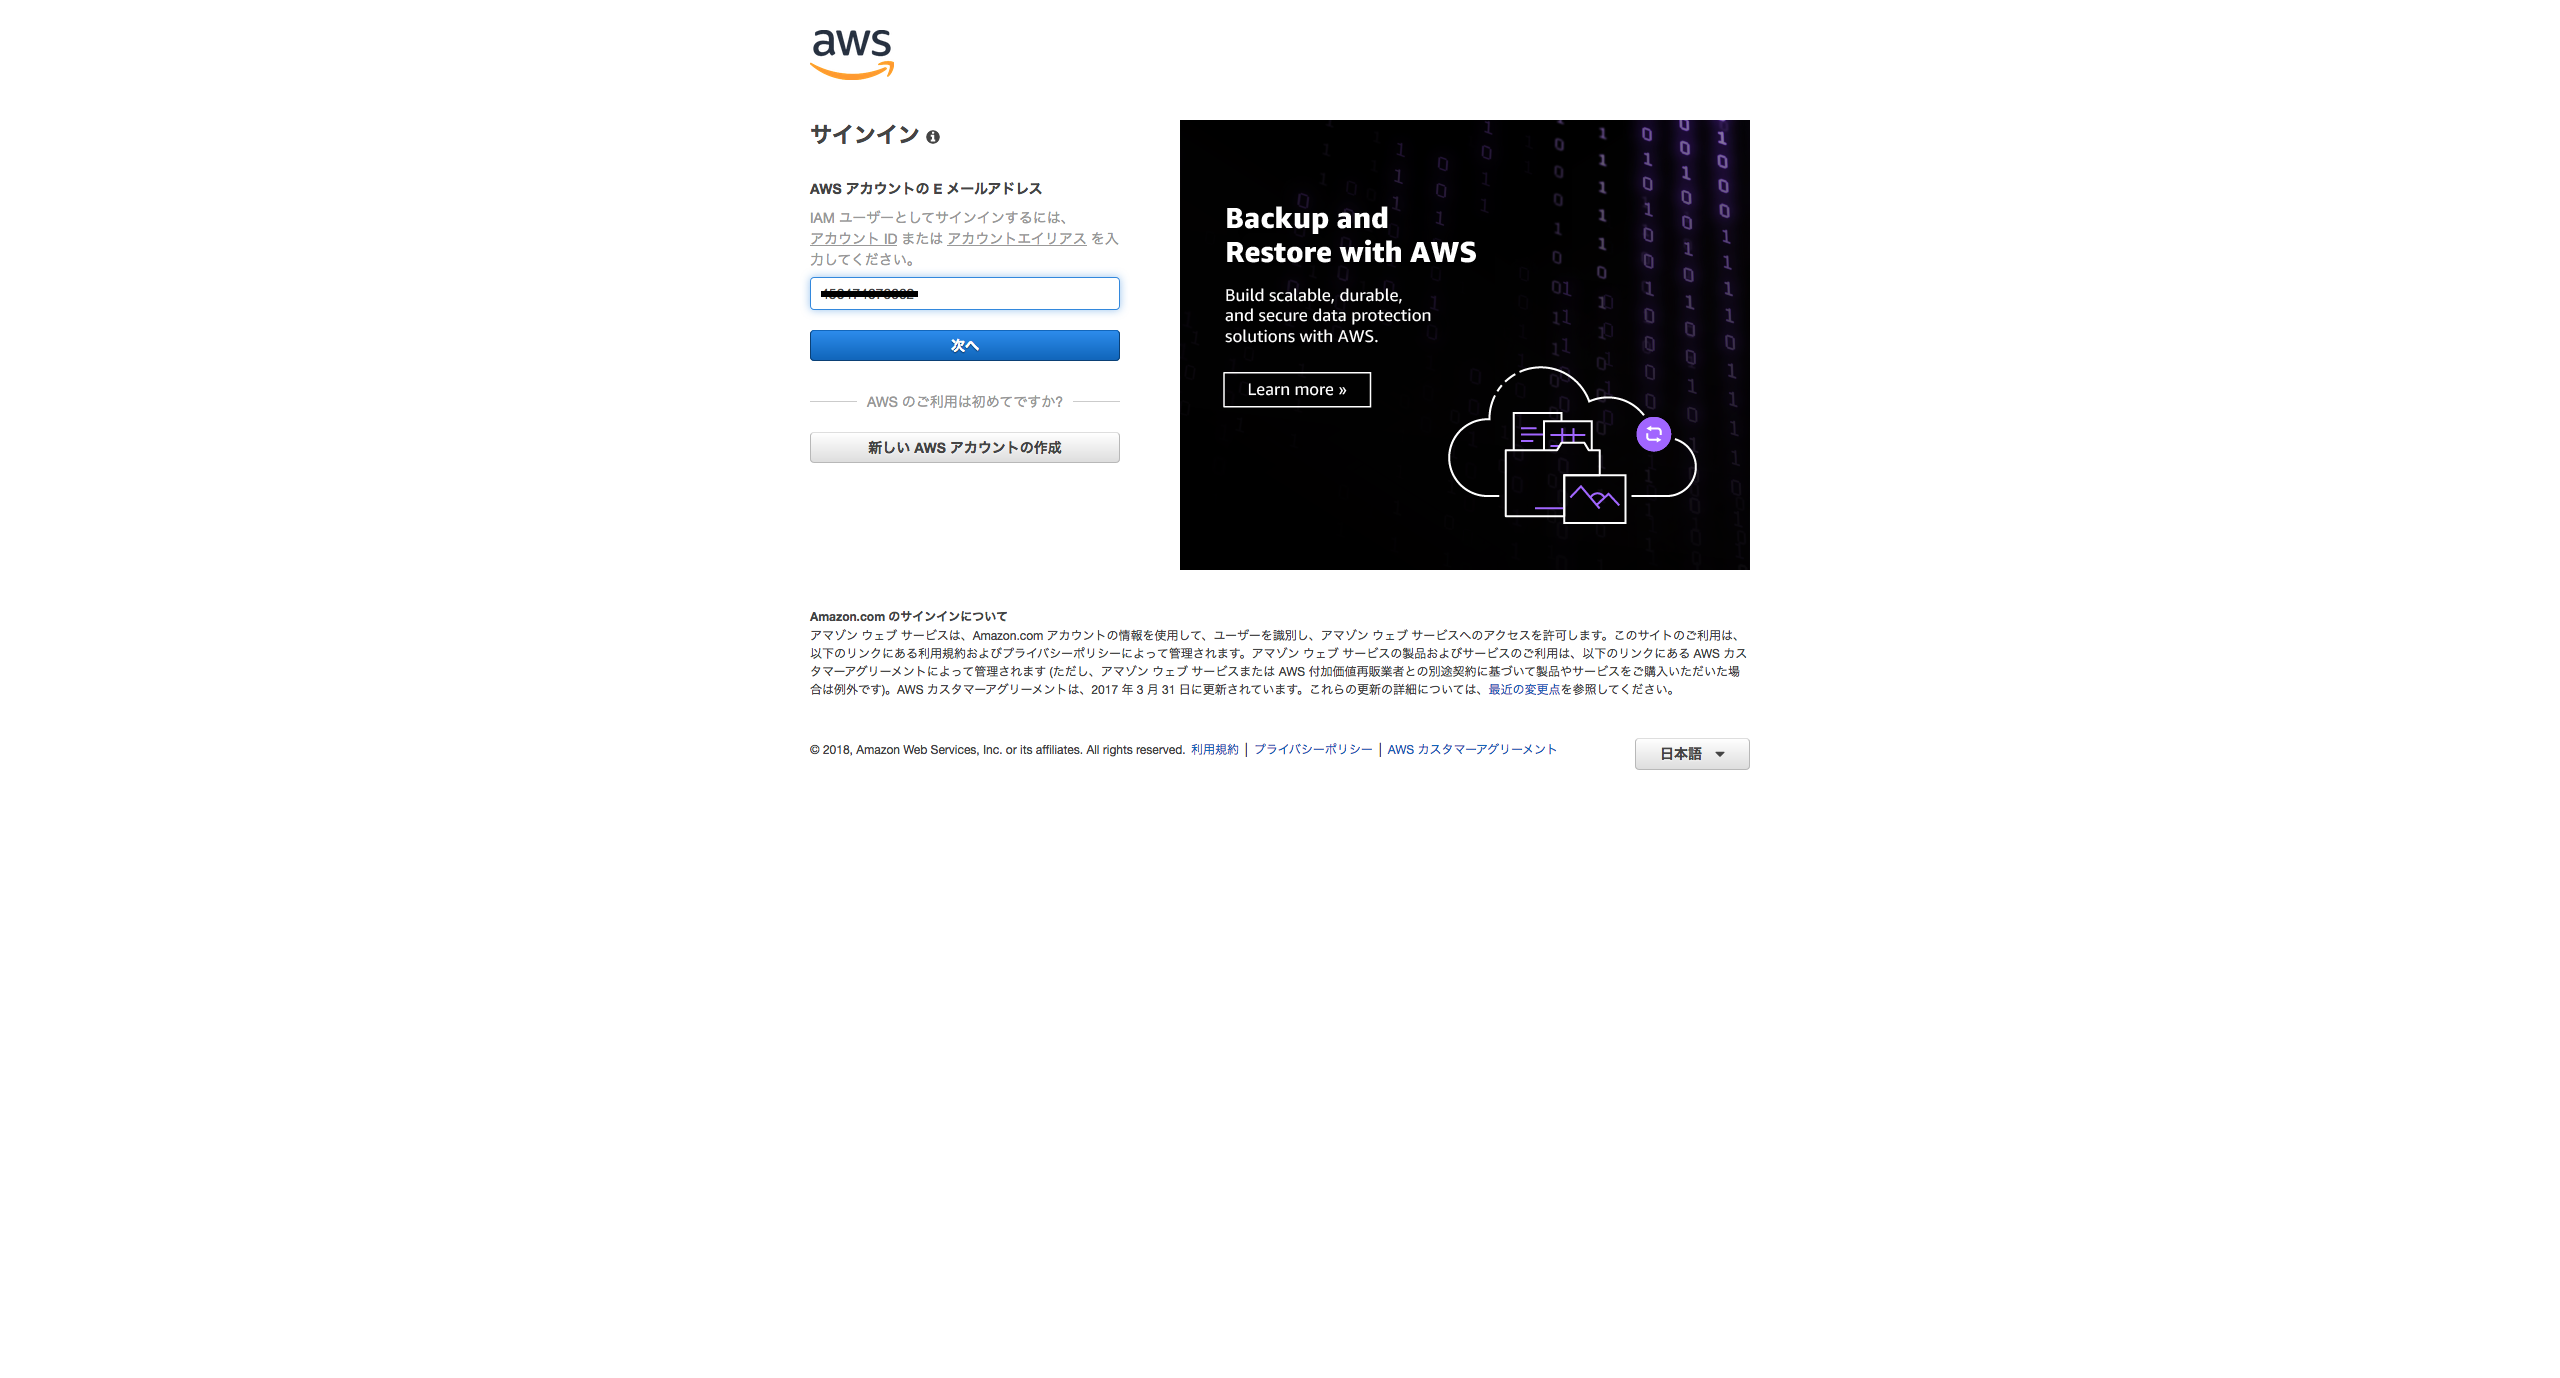 aws
サインイン
AWS アカウントの E メールアドレス
IAM ユーザーとしてサインインするには、
アカウント ID または アカウントエイリアス を入
力してください。
次へ
AWS のご利用は初めてですか?
新しい AWS アカウントの作成
Backup and
Restore with AWS
Build scalable, durable,
and secure data protection
solutions with AWS.
Learn more »
Amazon.com のサインインについて
アマゾン ウェブ サービスは、Amazon.com アカウントの情報を使用して、ユーザーを識別し、アマゾン ウェブ サービスへのアクセスを許可します。このサイトのご利用は、
以下のリンクにある利用規約およびプライバシーポリシーによって管理されます。アマゾン ウェブ サービスの製品およびサービスのご利用は、以下のリンクにある AWS カス
タマーアグリーメントによって管理されます (ただし、アマゾン ウェブ サービスまたは AWS 付加価値再販業者との別途契約に基づいて製品やサービスをご購入いただいた場
合は例外です)。AWS カスタマーアグリーメントは、2017 年 3 月 31 日に更新されています。これらの更新の詳細については、最近の変更点を参照してください。
© 2018, Amazon Web Services, Inc. or its affiliates. All rights reserved. 利用規約 | プライバシーポリシー | AWS カスタマーアグリーメント
日本語